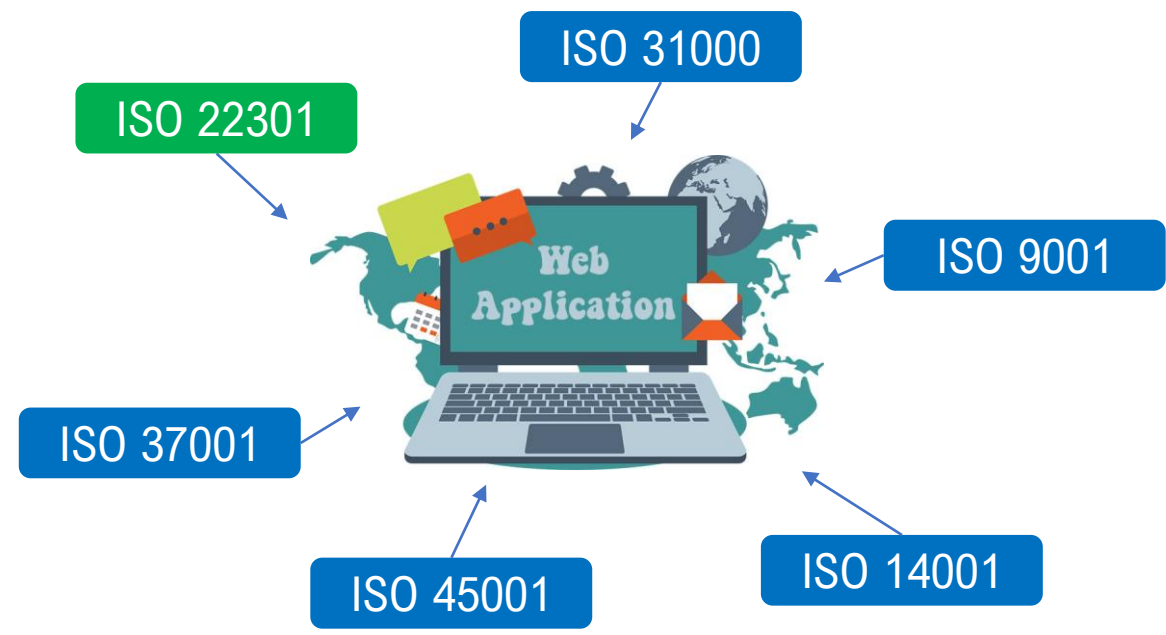 ISO 31000
ISO 22301
ISO 9001
Web
Application
ISO 37001
ISO 14001
ISO 45001